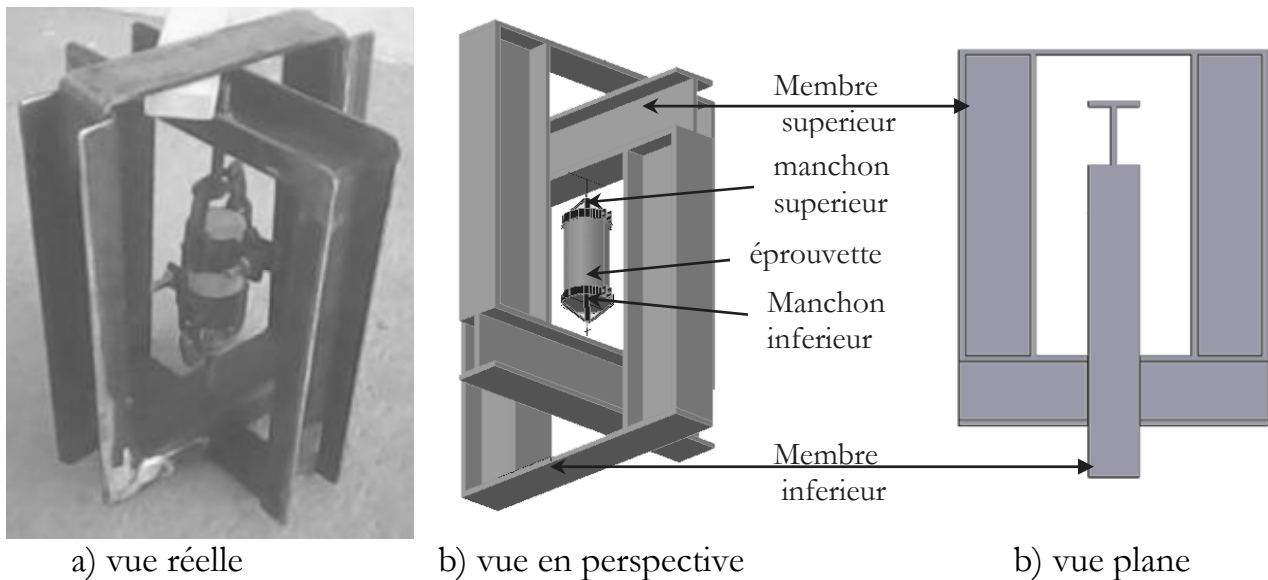 Membre
superieur
manchon
superieur
éprouvette
Manchon
inferieur
Membre
inferieur
a) vue réelle
b) vue en perspective
b) vue plane